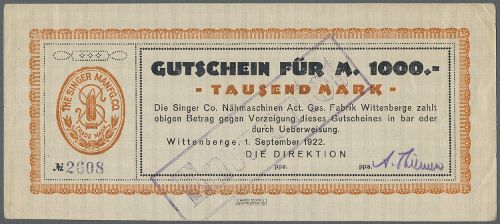 GUTSCHEIN FÜR M. 1000.-
- TAUSEND MARK -
Die Singer Co. Nähmaschinen Act. Ges. Fabrik Wittenberge zahlt
obigen Betrag gegen Vorzeigung dieses Gutscheines in bar oder
durch Ueberweisung.
Wittenberge, 1. September 1922.
DIE DIREKTION
ppa. ppa.
THE SINGER MANFG. CO.
TRADE MARK
№ 2608